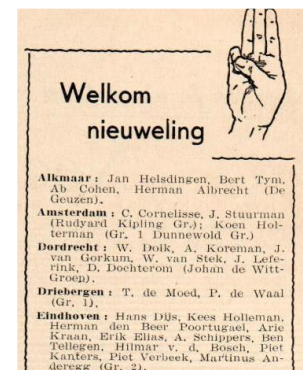 Welkom
nieuweling
Alkmaar : Jan Helsdingen, Bert Tym,
Ab Cohen, Herman Albrecht (De
Geuzen).
Amsterdam : C. Cornelisse, J. Stuurman
(Rudyard Kipling Gr.); Koen Hol-
terman (Gr. 1 Dunnewold Gr.)
Dordrecht : W. Dolk, A. Koreman, J.
van Gorkum, W. van Stek, J. Lefe-
rink, D. Dochterom (Johan de Witt-
Groep).
Driebergen : T. de Moed, P. de Waal
(Gr. 1).
Eindhoven : Hans Dijs, Kees Holleman,
Herman den Beer Poortugael, Arie
Kraan, Erik Elias, A. Schippers, Ben
Tellegen, Hilmar v. d. Bosch, Piet
Kanters, Piet Verbeek, Martinus An-
deregg (Gr. 2).